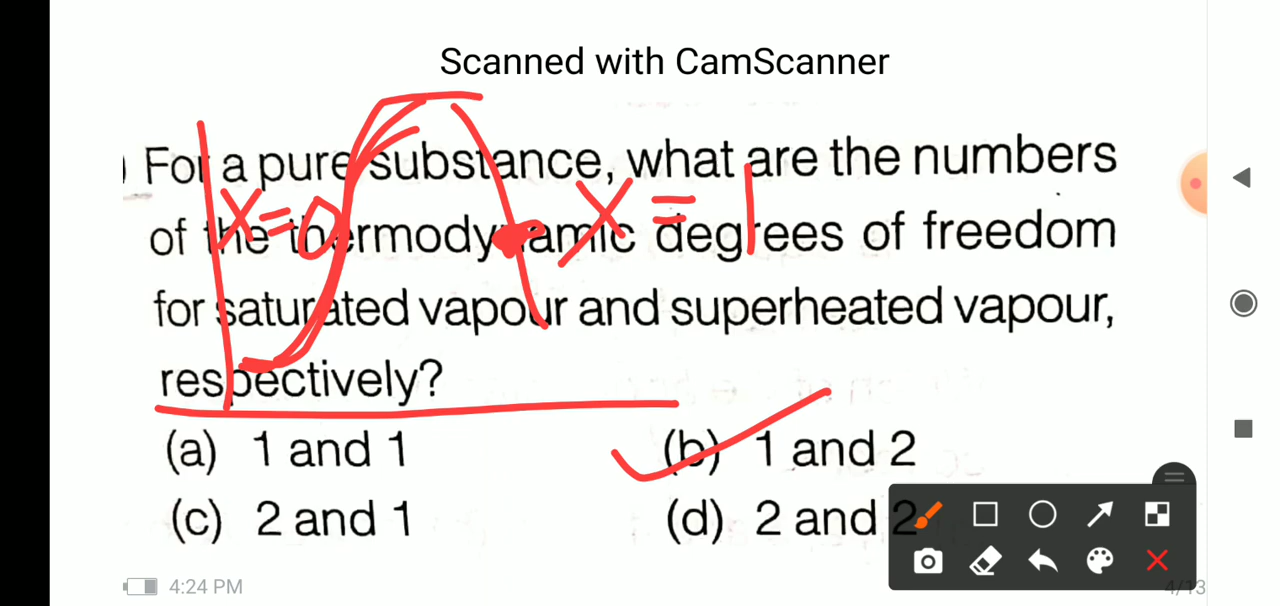 Scanned with CamScanner
For a pure substance, what are the numbers
of the thermodynamic degrees of freedom
for saturated vapour and superheated vapour,
respectively?
x=0
x=1
(a) 1 and 1
(b) 1 and 2
(c) 2 and 1
(d) 2 and 2
4:24 PM
4/13